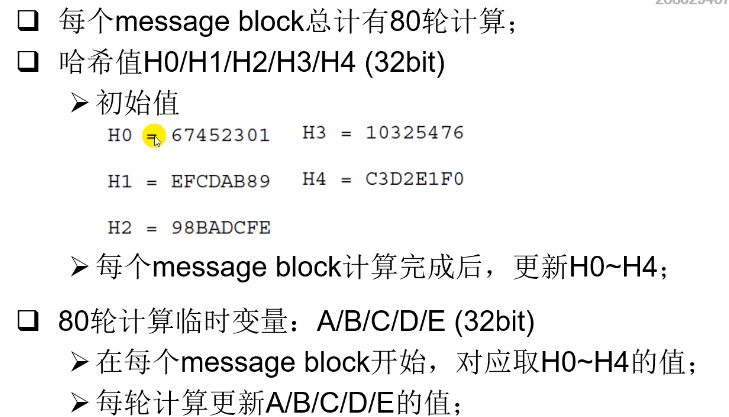 ❑ 每个message block总计有80轮计算；
❑ 哈希值H0/H1/H2/H3/H4 (32bit)
➢ 初始值
H0 = 67452301 H3 = 10325476
H1 = EFCDAB89 H4 = C3D2E1F0
H2 = 98BADCFE
➢ 每个message block计算完成后，更新H0~H4；
❑ 80轮计算临时变量：A/B/C/D/E (32bit)
➢ 在每个message block开始，对应取H0~H4的值；
➢ 每轮计算更新A/B/C/D/E的值；